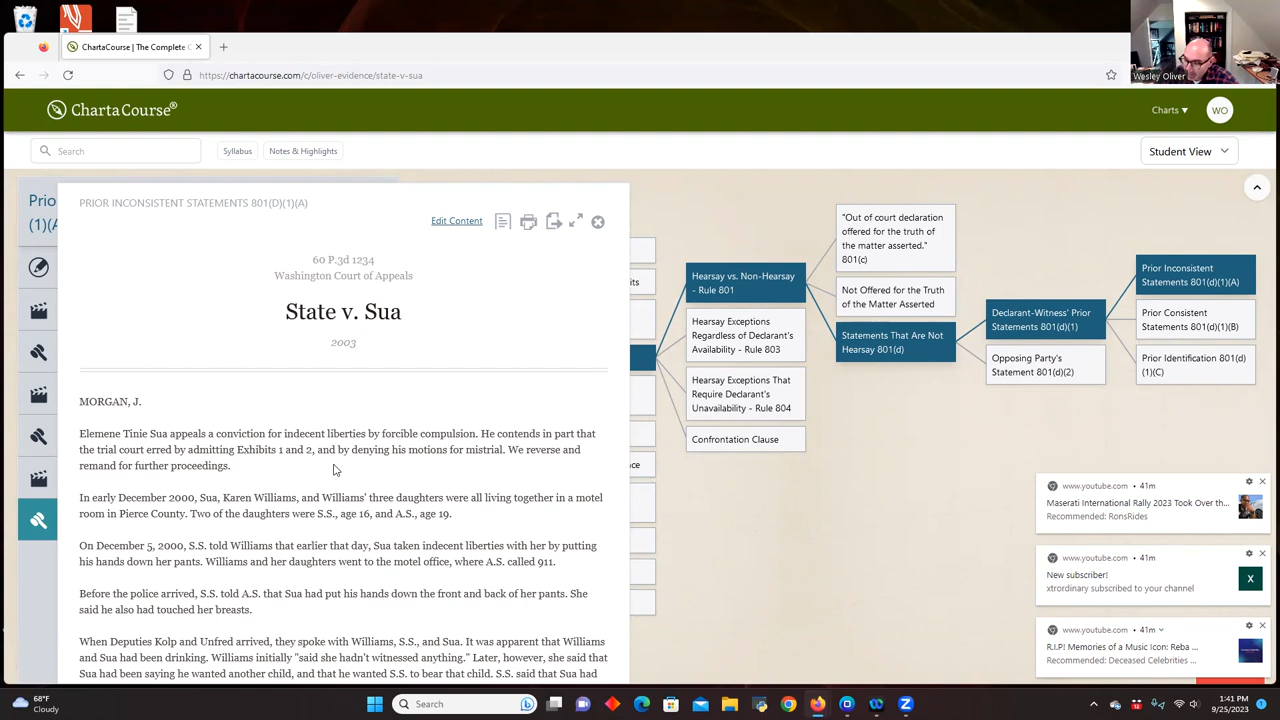 ChartaCourse | The Complete C
https://chartacourse.com/c/oliver-evidence/state-v-sua
Wesley Oliver
ChartaCourse®
Charts
WO
Search
Syllabus
Notes & Highlights
Student View
Prio
(1)(A
PRIOR INCONSISTENT STATEMENTS 801(D)(1)(A)
Edit Content
60 P.3d 1234
Washington Court of Appeals
State v. Sua
2003
MORGAN, J.
Elemene Tinie Sua appeals a conviction for indecent liberties by forcible compulsion. He contends in part that
the trial court erred by admitting Exhibits 1 and 2, and by denying his motions for mistrial. We reverse and
remand for further proceedings.
In early December 2000, Sua, Karen Williams, and Williams' three daughters were all living together in a motel
room in Pierce County. Two of the daughters were S.S., age 16, and A.S., age 19.
On December 5, 2000, S.S. told Williams that earlier that day, Sua taken indecent liberties with her by putting
his hands down her pants. Williams and her daughters went to the motel office, where A.S. called 911.
Before the police arrived, S.S. told A.S. that Sua had put his hands down the front and back of her pants. She
said he also had touched her breasts.
When Deputies Kolp and Unfred arrived, they spoke with Williams, S.S., and Sua. It was apparent that Williams
and Sua had been drinking. Williams initially "said she hadn't witnessed anything." Later, however, she said that
Sua had been saying he wanted another child, and that he wanted S.S. to bear that child. S.S. said that Sua had
its
ce
Hearsay vs. Non-Hearsay
- Rule 801
Hearsay Exceptions
Regardless of Declarant's
Availability - Rule 803
Hearsay Exceptions That
Require Declarant's
Unavailability - Rule 804
Confrontation Clause
"Out of court declaration
offered for the truth of
the matter asserted."
801(c)
Not Offered for the Truth
of the Matter Asserted
Statements That Are Not
Hearsay 801(d)
Declarant-Witness' Prior
Statements 801(d)(1)
Opposing Party's
Statement 801(d)(2)
Prior Inconsistent
Statements 801(d)(1)(A)
Prior Consistent
Statements 801(d)(1)(B)
Prior Identification 801(d)
(1)(C)
www.youtube.com • 41m
Maserati International Rally 2023 Took Over th...
Recommended: RonsRides
www.youtube.com • 41m
New subscriber!
xtrordinary subscribed to your channel
X
www.youtube.com • 41m
R.I.P! Memories of a Music Icon: Reba ...
Recommended: Deceased Celebrities ...
68°F
Cloudy
Search
1:41 PM
9/25/2023